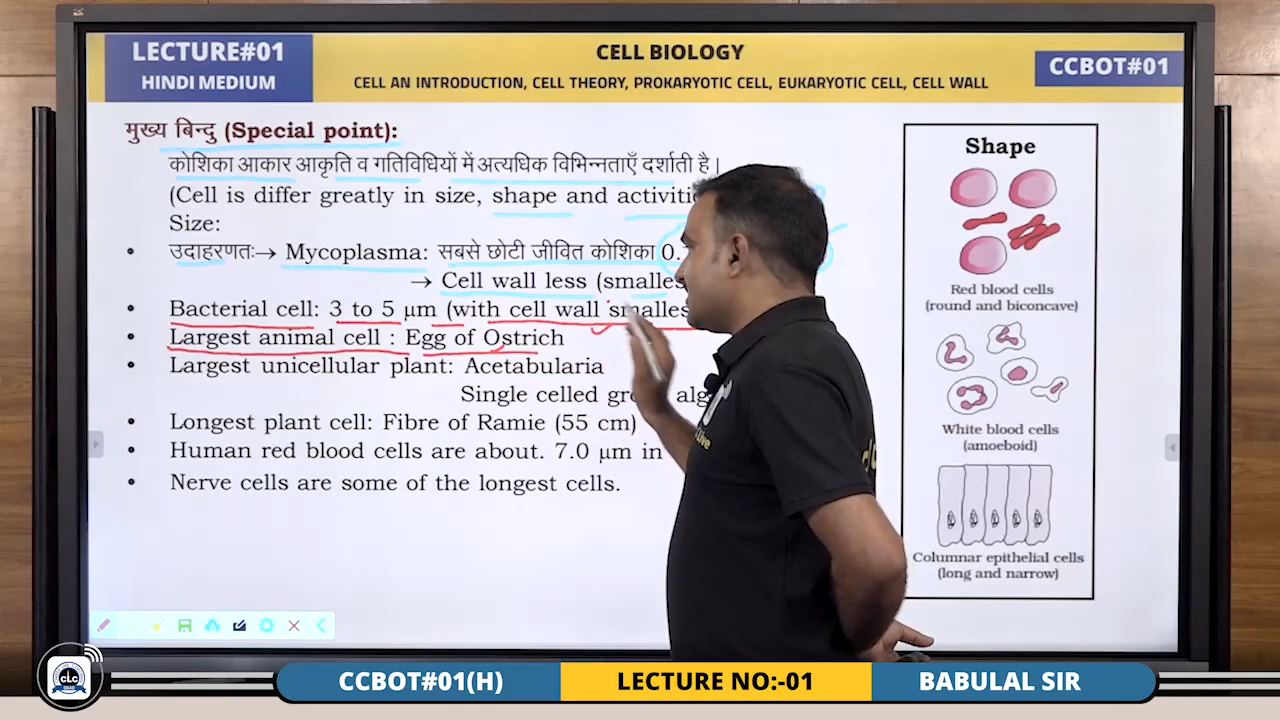 LECTURE#01
HINDI MEDIUM
CELL BIOLOGY
CELL AN INTRODUCTION, CELL THEORY, PROKARYOTIC CELL, EUKARYOTIC CELL, CELL WALL
CCBOT#01
मुख्य बिन्दु (Special point):
कोशिका आकार आकृति व गतिविधियों में अत्यधिक विभिन्नताएँ दर्शाती है।
(Cell is differ greatly in size, shape and
Size:
उदाहरणतः→ Mycoplasma: सबसे छोटी जीवित कोशिका
→ Cell wall less
• Bacterial cell: 3 to 5 µm (with cell wall
• Largest animal cell : Egg of Ostrich
• Largest unicellular plant: Acetabularia
Single celled
• Longest plant cell: Fibre of Ramie (55 cm)
• Human red blood cells are about. 7.0 µm in
• Nerve cells are some of the longest cells.
Shape
Red blood cells
(round and biconcave)
White blood cells
(amoeboid)
Columnar epithelial cells
(long and narrow)
CLC
SIKAR
CCBOT#01(H)
LECTURE NO:-01
BABULAL SIR